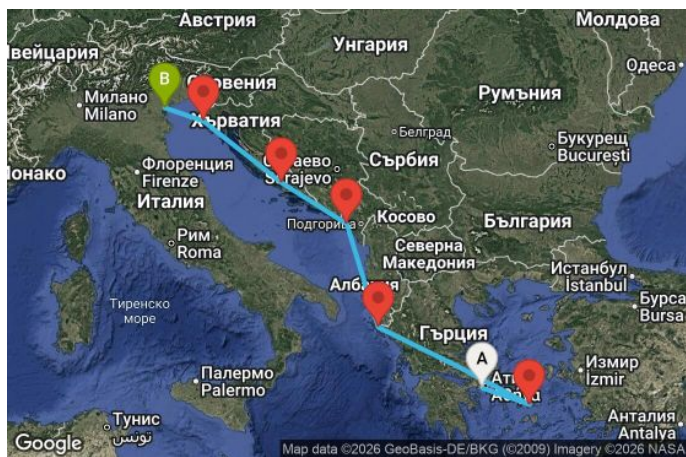 Австрия
Молдова
Швейцария
Унгария
Словения
Одеса
Милано
Milano
Румъния
Хърватия
Белград
Букурещ
București
Флоренция
Firenze
Sarajevo
Сърбия
Монако
Италия
Подгорица
Косово
България
Рим
Roma
Северна
Македония
Истанбул
İstanbul
Албания
Бурса
Bursa
Тиренско
море
Гърция
A
B
Измир
İzmir
Палермо
Palermo
Тунис
تونس
Анталия
Antalya
Google
Map data ©2026 GeoBasis-DE/BKG (©2009) Imagery ©2026 NASA